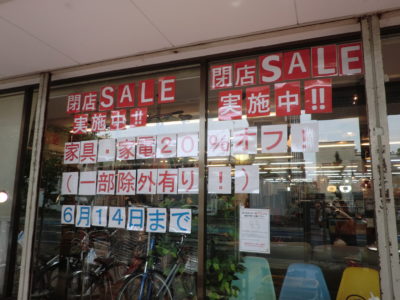 閉店SALE
実施中!!
閉店SALE
実施中!!
家具・家電20%オフ!
(一部除外有り!)
6月14日まで